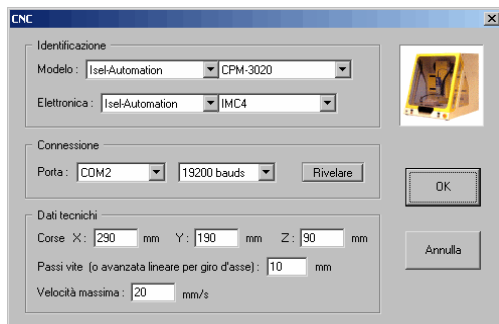 CNC
Identificazione
Modelo : Isel-Automation CPM-3020
Elettronica : Isel-Automation IMC4
Connessione
Porta : COM2 19200 bauds Rivelare
OK
Dati tecnici
Corse X : 290 mm Y : 190 mm Z : 90 mm
Annulla
Passi vite (o avanzata lineare per giro d'asse) : 10 mm
Velocità massima : 20 mm/s